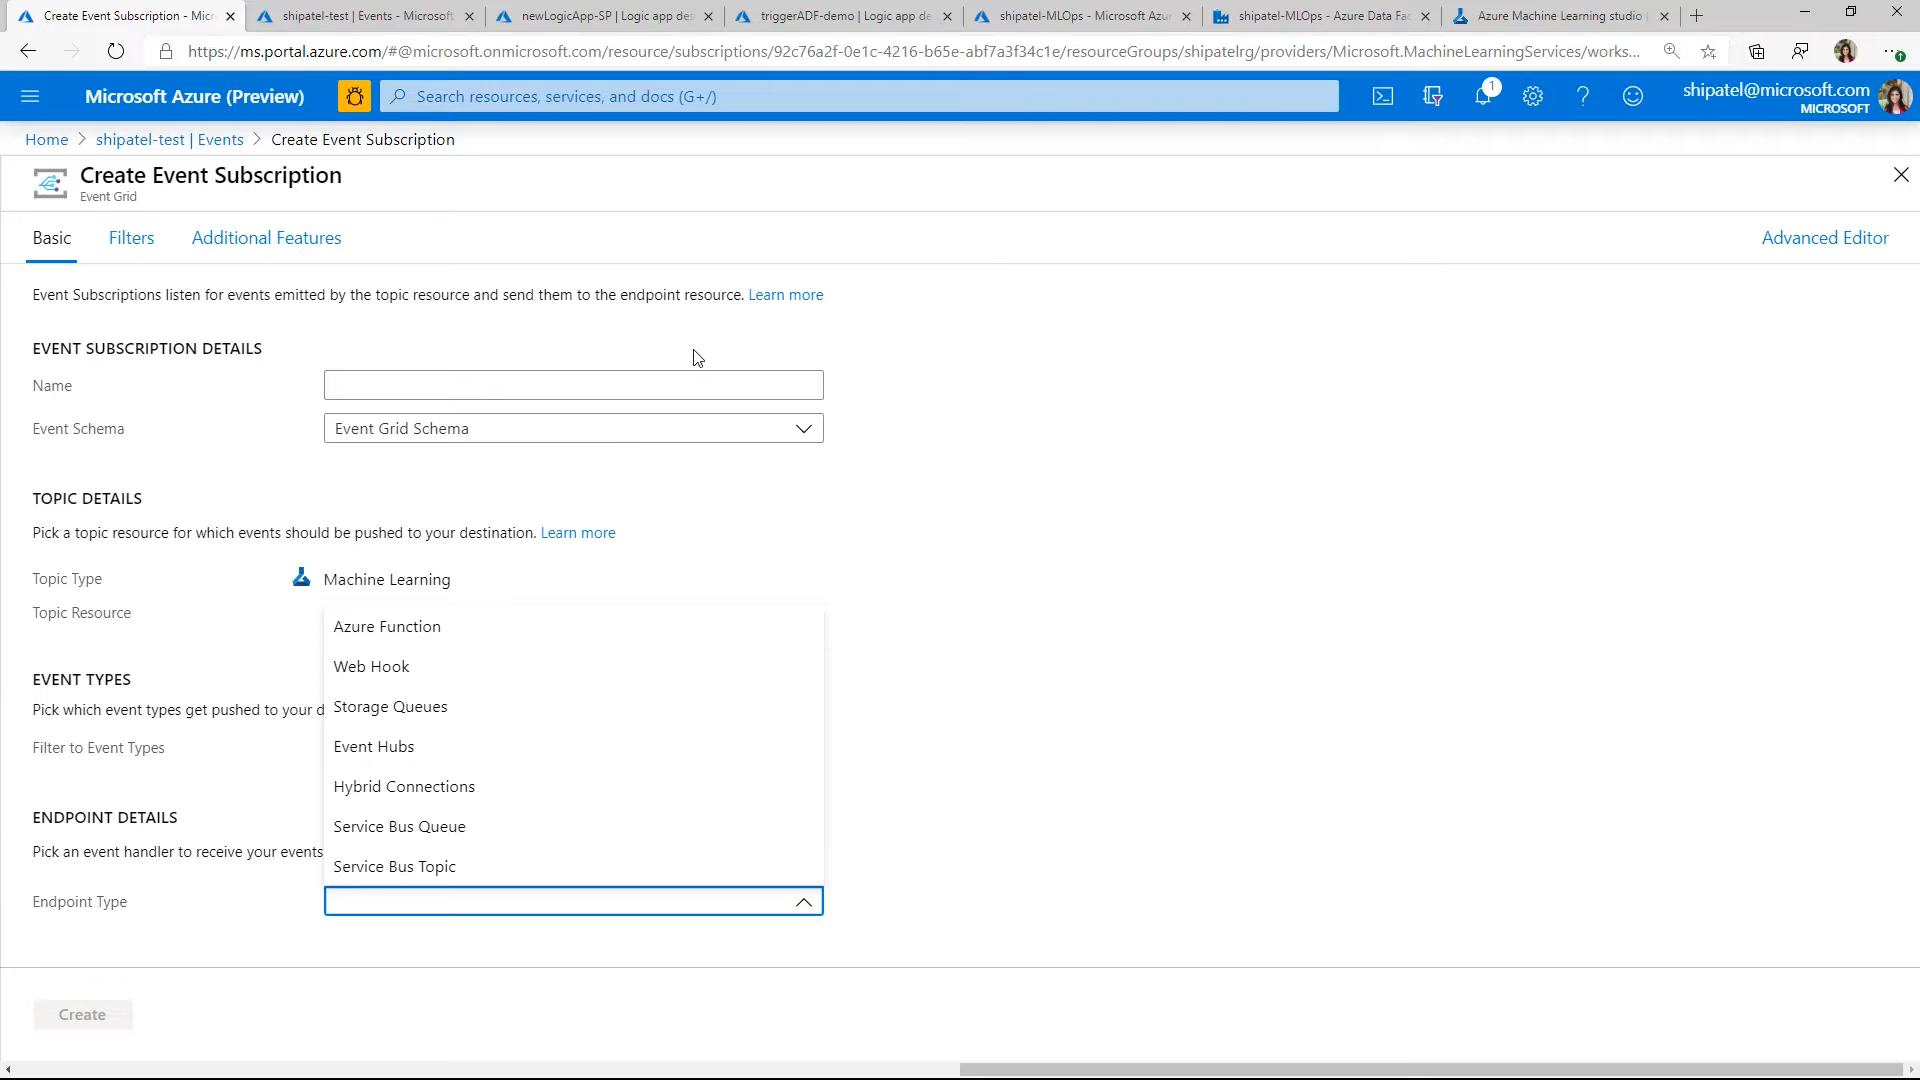 Create Event Subscription - Micr
shipatel-test | Events - Microsoft
newLogicApp-SP | Logic app des
triggerADF-demo | Logic app de
shipatel-MLOps - Microsoft Azur
shipatel-MLOps - Azure Data Fac
Azure Machine Learning studio
https://ms.portal.azure.com/#@microsoft.onmicrosoft.com/resource/subscriptions/92c76a2f-0e1c-4216-b65e-abf7a3f34c1e/resourceGroups/shipatelrg/providers/Microsoft.MachineLearningServices/works...
Microsoft Azure (Preview)
Search resources, services, and docs (G+/)
1
shipatel@microsoft.com
MICROSOFT
Home > shipatel-test | Events > Create Event Subscription
Create Event Subscription
Event Grid
Basic
Filters
Additional Features
Advanced Editor
Event Subscriptions listen for events emitted by the topic resource and send them to the endpoint resource. Learn more
EVENT SUBSCRIPTION DETAILS
Name
Event Schema
Event Grid Schema
TOPIC DETAILS
Pick a topic resource for which events should be pushed to your destination. Learn more
Topic Type
Machine Learning
Topic Resource
Azure Function
Web Hook
EVENT TYPES
Pick which event types get pushed to your d
Storage Queues
Filter to Event Types
Event Hubs
Hybrid Connections
ENDPOINT DETAILS
Service Bus Queue
Pick an event handler to receive your events
Service Bus Topic
Endpoint Type
Create